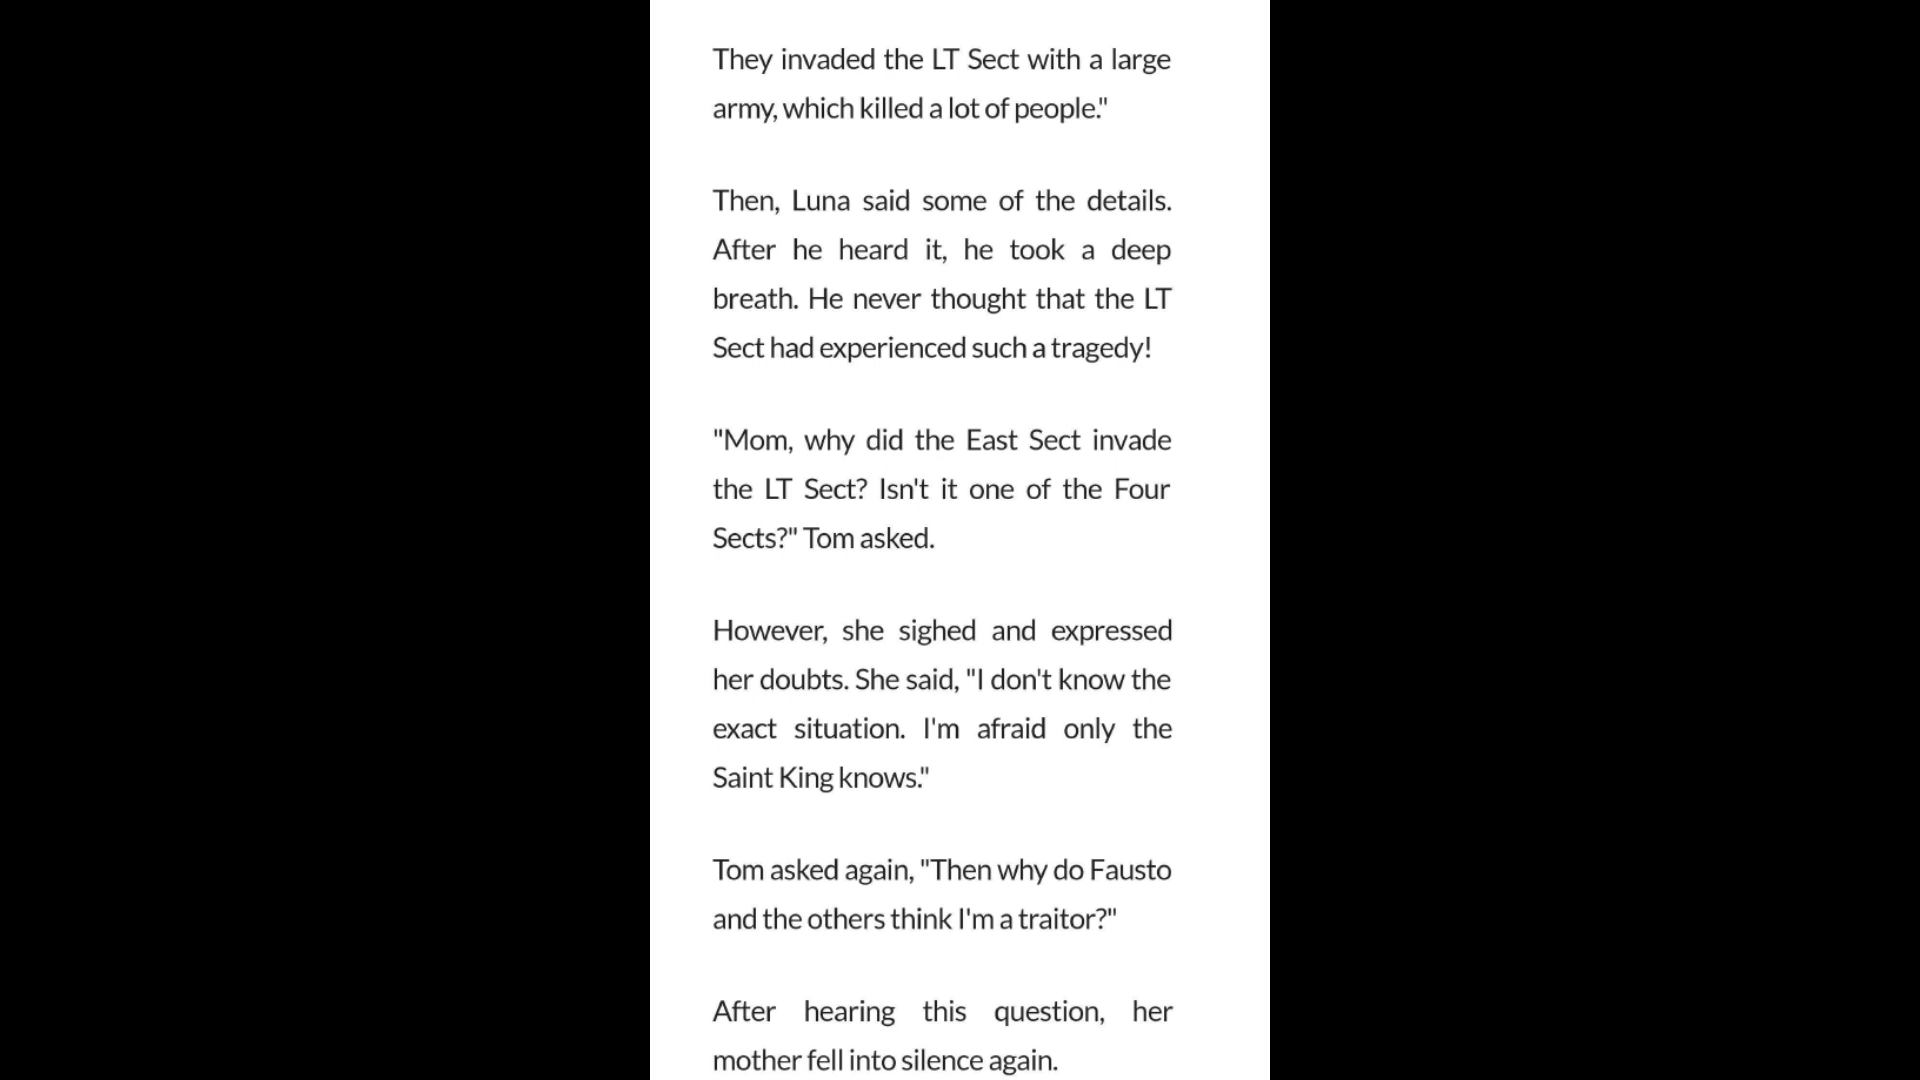 They invaded the LT Sect with a large
army, which killed a lot of people."
Then, Luna said some of the details.
After he heard it, he took a deep
breath. He never thought that the LT
Sect had experienced such a tragedy!
"Mom, why did the East Sect invade
the LT Sect? Isn't it one of the Four
Sects?" Tom asked.
However, she sighed and expressed
her doubts. She said, "I don't know the
exact situation. I'm afraid only the
Saint King knows."
Tom asked again, "Then why do Fausto
and the others think I'm a traitor?"
After hearing this question, her
mother fell into silence again.